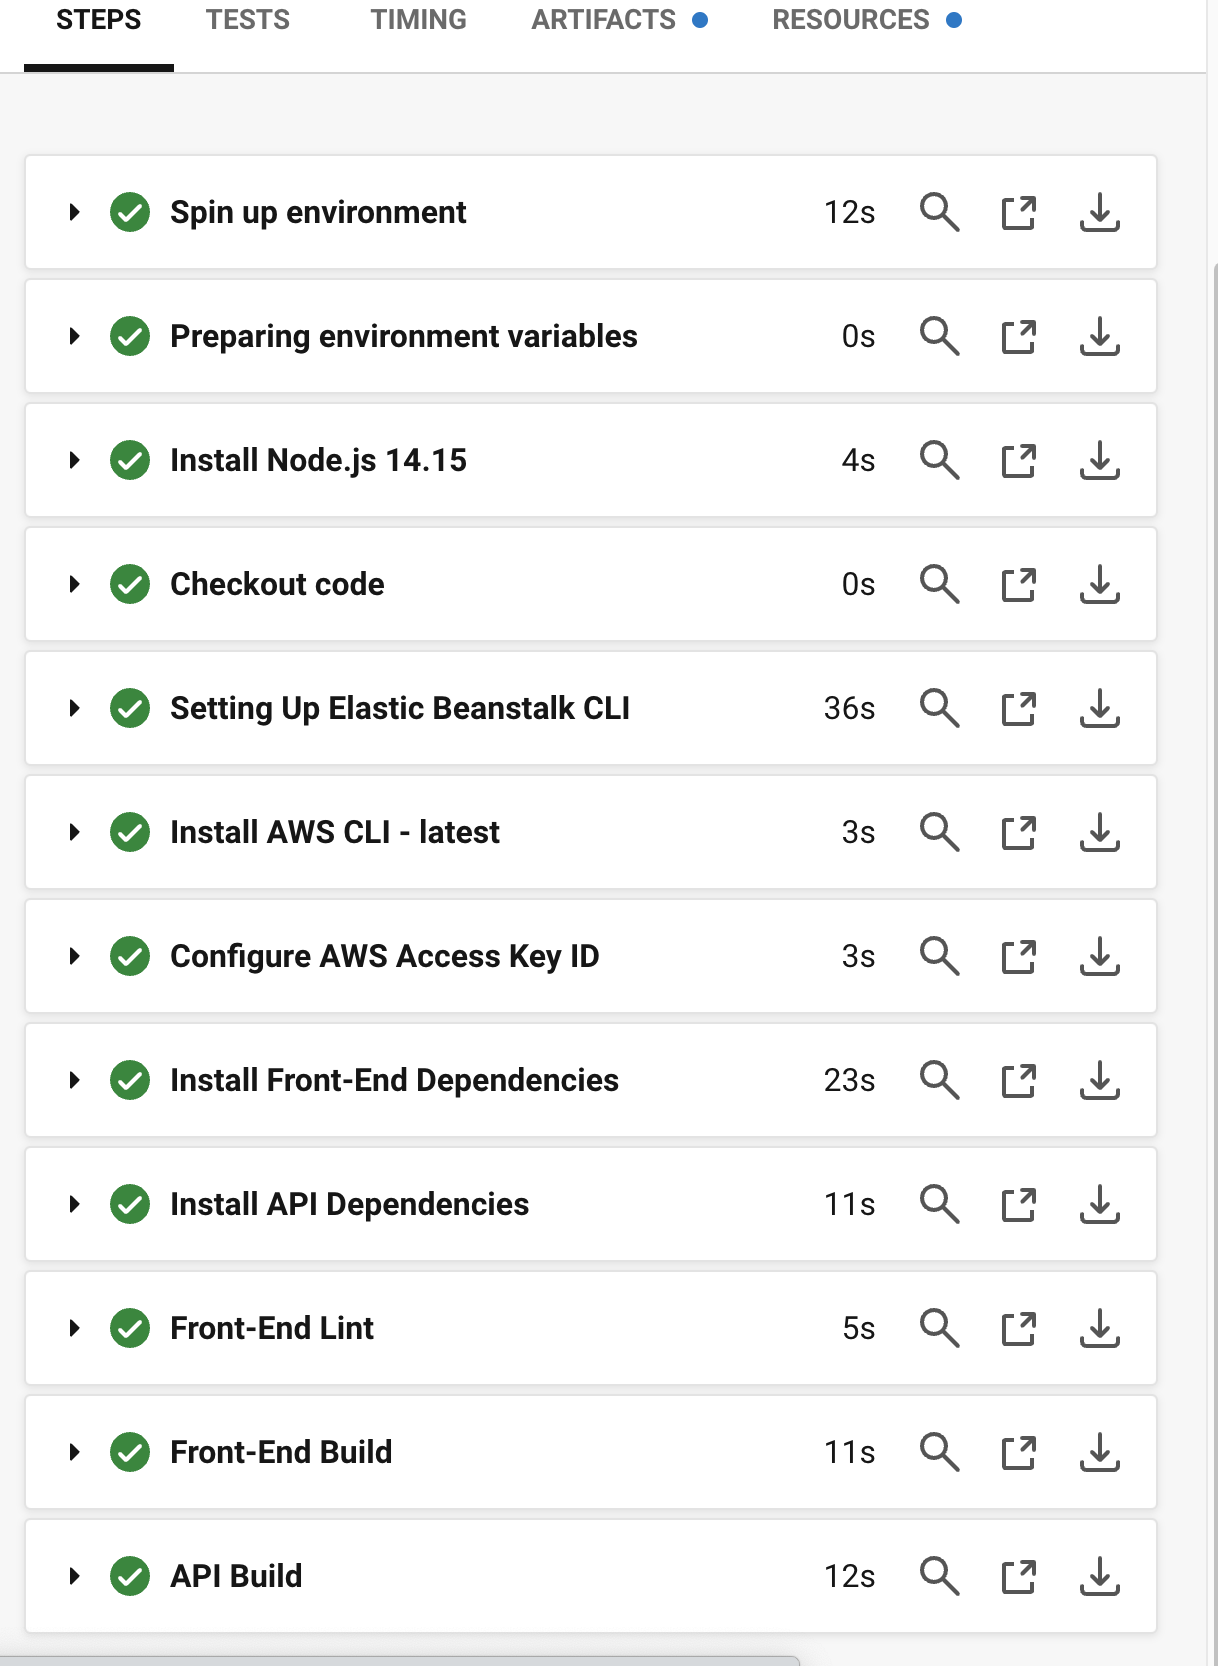 STEPS TESTS TIMING ARTIFACTS RESOURCES
Spin up environment 12s
Preparing environment variables 0s
Install Node.js 14.15 4s
Checkout code 0s
Setting Up Elastic Beanstalk CLI 36s
Install AWS CLI - latest 3s
Configure AWS Access Key ID 3s
Install Front-End Dependencies 23s
Install API Dependencies 11s
Front-End Lint 5s
Front-End Build 11s
API Build 12s